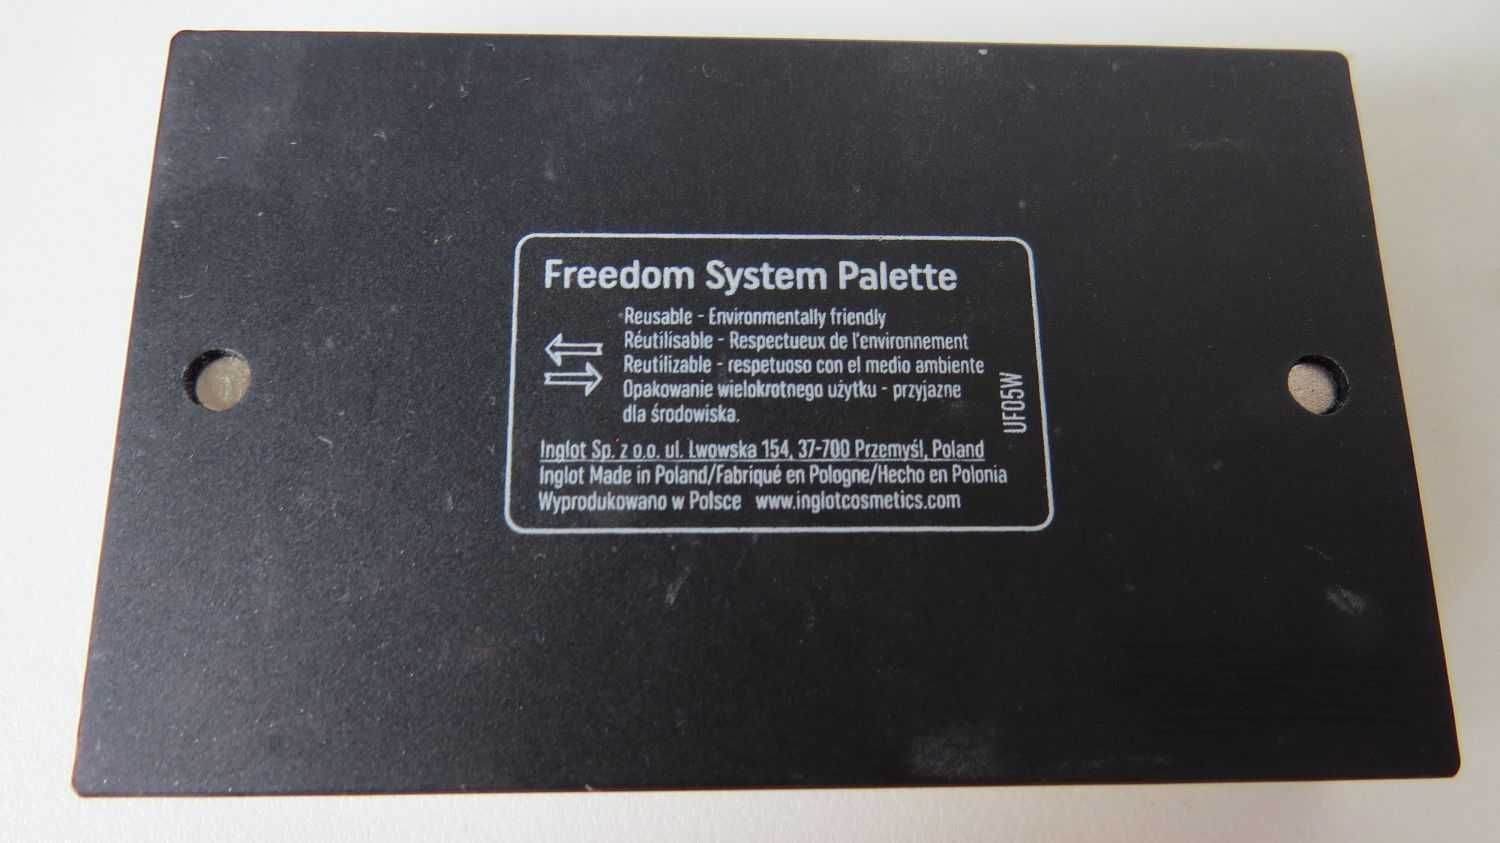 Freedom System Palette
Reusable - Environmentally friendly
Réutilisable - Respectueux de l'environnement
Reutilizable - respetuoso con el medio ambiente
Opakowanie wielokrotnego użytku - przyjazne
dla środowiska.
UF05W
Inglot Sp. z o.o. ul. Lwowska 154, 37-700 Przemyśl, Poland
Inglot Made in Poland/Fabriqué en Pologne/Hecho en Polonia
Wyprodukowano w Polsce www.inglotcosmetics.com